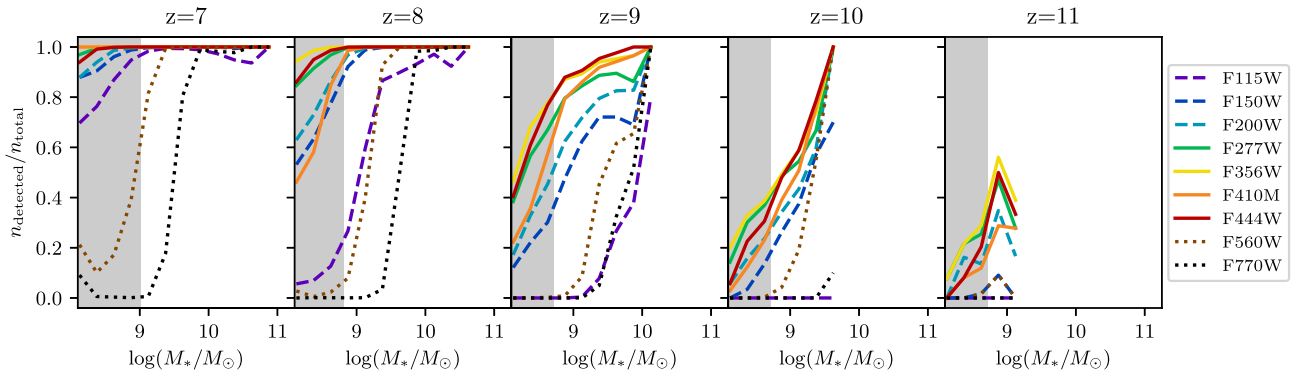 z=7 z=8 z=9 z=10 z=11
1.0
0.8
0.6
0.4
0.2
0.0
n_detected/n_total
9 10 11 9 10 11 9 10 11 9 10 11 9 10 11
log(M_*/M_⊙) log(M_*/M_⊙) log(M_*/M_⊙) log(M_*/M_⊙) log(M_*/M_⊙)
F115W
F150W
F200W
F277W
F356W
F410M
F444W
F560W
F770W